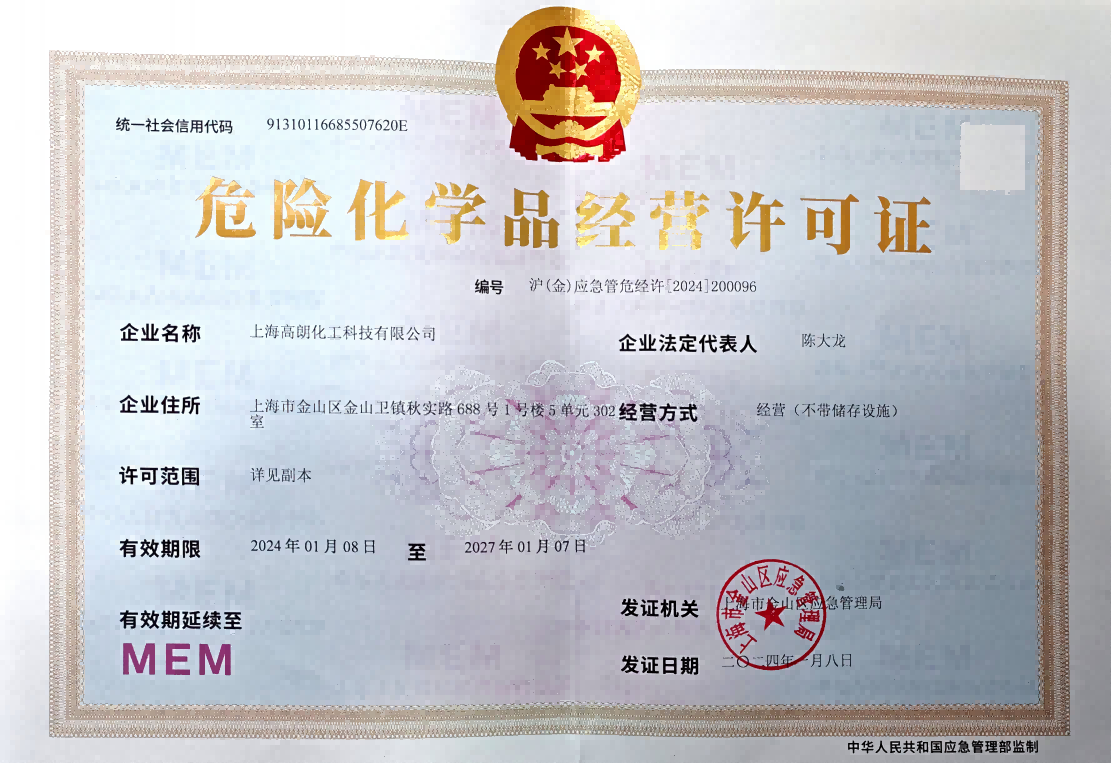 统一社会信用代码 91310116685507620E
危险化学品经营许可证
编号 沪(金)应急管危经许[2024]200096
企业名称 上海高朗化工科技有限公司
企业法定代表人 陈大龙
企业住所 上海市金山区金山卫镇秋实路688号1号楼5单元302
室
经营方式 经营（不带储存设施）
许可范围 详见副本
有效期限 2024年01月08日 至 2027年01月07日
发证机关 上海市金山区应急管理局
上海市金山区应急管理局
有效期延续至
MEM
发证日期 二〇二四年一月八日
中华人民共和国应急管理部监制